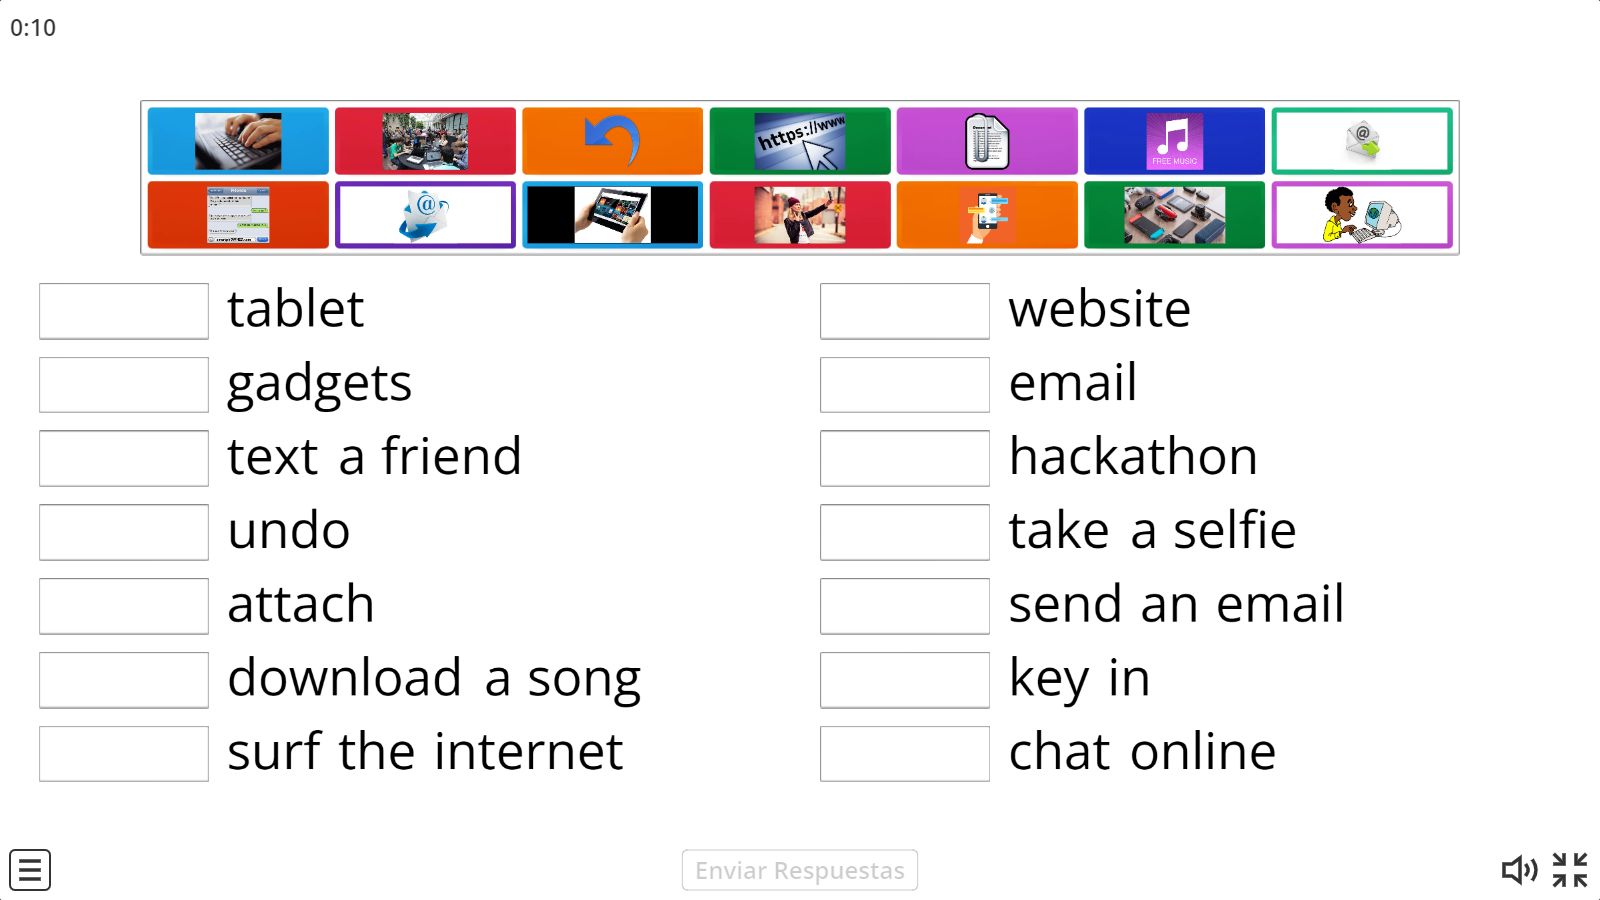 0:10
https://www
Document
FREE MUSIC
@
@
tablet
gadgets
text a friend
undo
attach
download a song
surf the internet
website
email
hackathon
take a selfie
send an email
key in
chat online
Enviar Respuestas